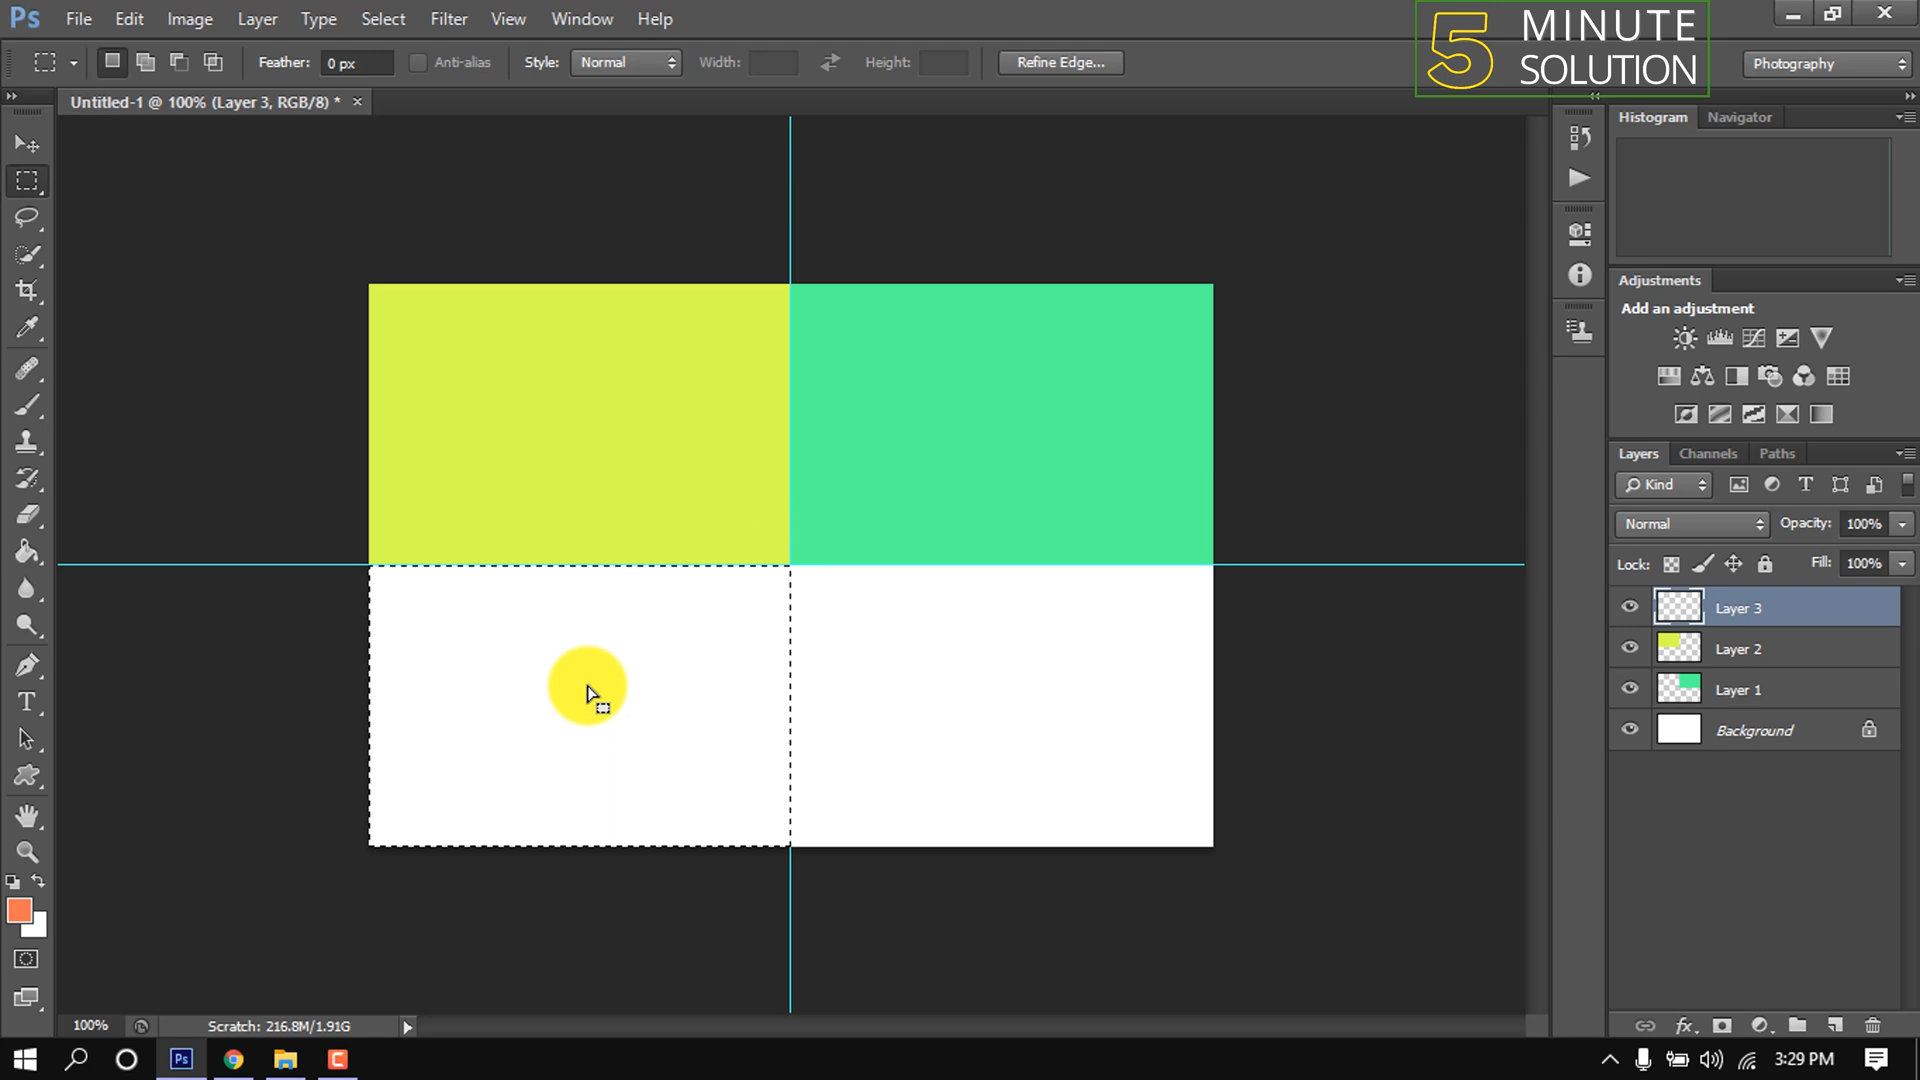 Ps File Edit Image Layer Type Select Filter View Window Help
5 MINUTE SOLUTION
Feather: 0 px Anti-alias Style: Normal Width: Height: Refine Edge... Photography
Untitled-1 @ 100% (Layer 3, RGB/8) * ×
Histogram Navigator
Adjustments
Add an adjustment
Layers Channels Paths
Kind
Normal Opacity: 100%
Lock: Fill: 100%
Layer 3
Layer 2
Layer 1
Background
100% Scratch: 216.8M/1.91G
Ps 3:29 PM